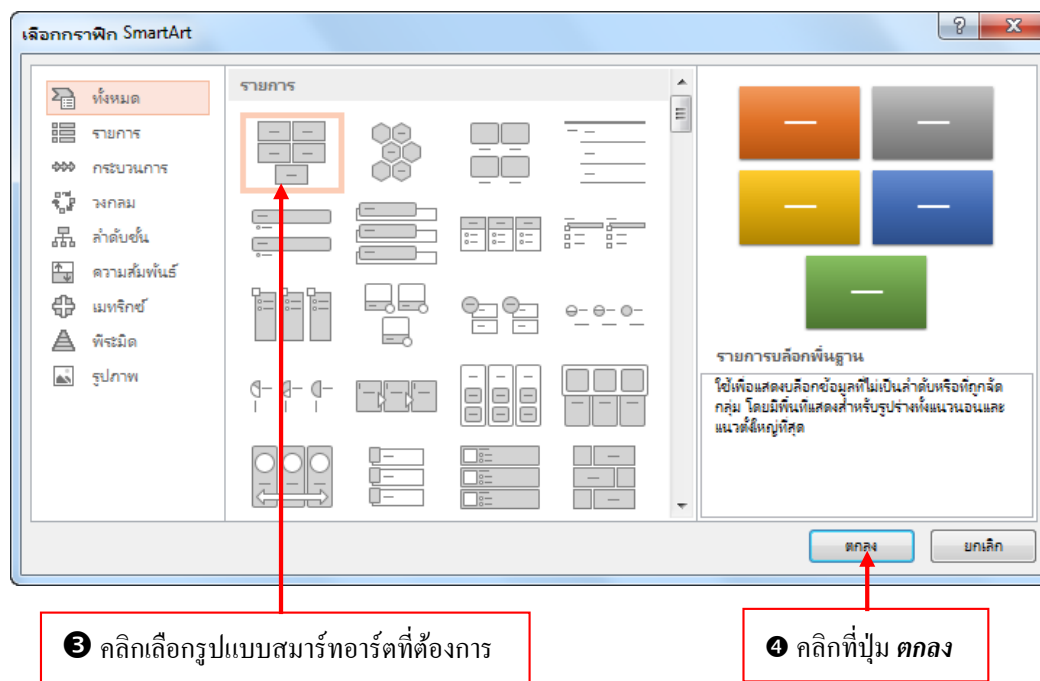 เลือกกราฟิก SmartArt
ทั้งหมด
รายการ
กระบวนการ
วงกลม
ลำดับชั้น
ความสัมพันธ์
เมทริกซ์
พีระมิด
รูปภาพ
รายการ
รายการบล็อกพื้นฐาน
ใช้เพื่อแสดงบล็อกข้อมูลที่ไม่เป็นลำดับหรือที่ถูกจัด
กลุ่ม โดยมีพื้นที่แสดงสำหรับรูปร่างทั้งแนวนอนและ
แนวตั้งใหญ่ที่สุด
ตกลง
ยกเลิก
❸ คลิกเลือกรูปแบบสมาร์ทอาร์ตที่ต้องการ
❹ คลิกที่ปุ่ม ตกลง